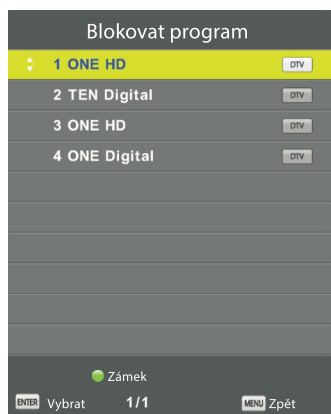 Blokovat program
1 ONE HD DTV
2 TEN Digital DTV
3 ONE HD DTV
4 ONE Digital DTV
Zámek
ENTER Vybrat 1/1 MENU Zpět